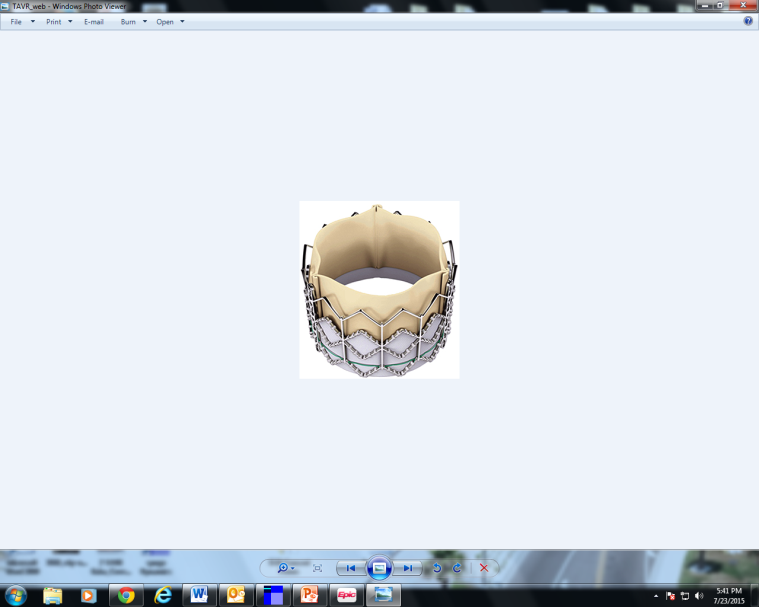 TAVR_web - Windows Photo Viewer
File Print E-mail Burn Open
Epic
5:41 PM
7/23/2015